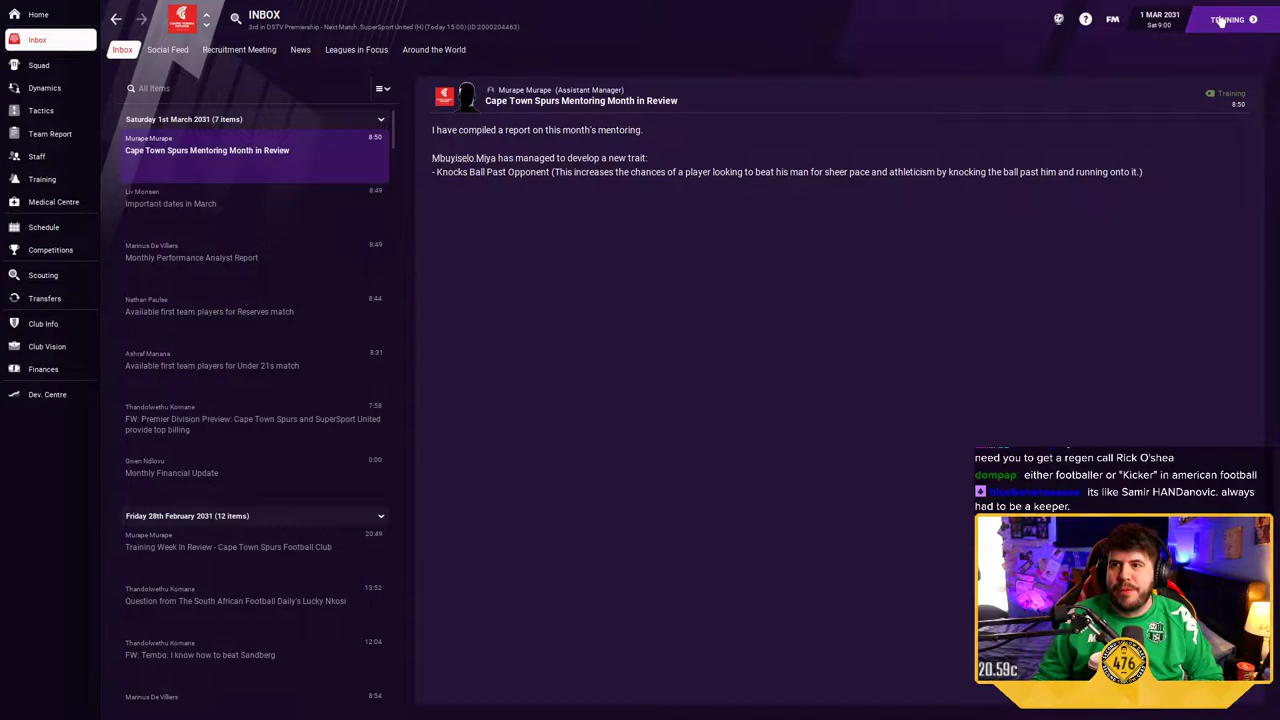 Home
Inbox
Squad
Dynamics
Tactics
Team Report
Staff
Training
Medical Centre
Schedule
Competitions
Scouting
Transfers
Club Info
Club Vision
Finances
Dev. Centre
INBOX
3rd in DSTV Premiership - Next Match: SuperSport United (H) (Today 15:00) (ID:2000204463)
FM
1 MAR 2031
Sat 9:00
Inbox
Social Feed
Recruitment Meeting
News
Leagues in Focus
Around the World
All Items
Saturday 1st March 2031 (7 items)
Murape Murape 8:50
Cape Town Spurs Mentoring Month in Review
Liv Monsen 8:49
Important dates in March
Marinus De Villiers 8:49
Monthly Performance Analyst Report
Nathan Paulse 8:44
Available first team players for Reserves match
Ashraf Manana 8:31
Available first team players for Under 21s match
Thandolwethu Komane 7:58
FW: Premier Division Preview: Cape Town Spurs and SuperSport United
provide top billing
Given Ndlovu 0:00
Monthly Financial Update
Friday 28th February 2031 (12 items)
Murape Murape 20:49
Training Week In Review - Cape Town Spurs Football Club
Thandolwethu Komane 13:52
Question from The South African Football Daily's Lucky Nkosi
Thandolwethu Komane 12:04
FW: Tembo: I know how to beat Sandberg
Marinus De Villiers 8:54
Murape Murape (Assistant Manager)
Cape Town Spurs Mentoring Month in Review
Training
8:50
I have compiled a report on this month's mentoring.
Mbuyiselo Miya has managed to develop a new trait:
- Knocks Ball Past Opponent (This increases the chances of a player looking to beat his man for sheer pace and athleticism by knocking the ball past him and running onto it.)
need you to get a regen call Rick O'shea
dompap: either footballer or "Kicker" in american football
its like Samir HANDanovic. always
had to be a keeper.
20.59c
476